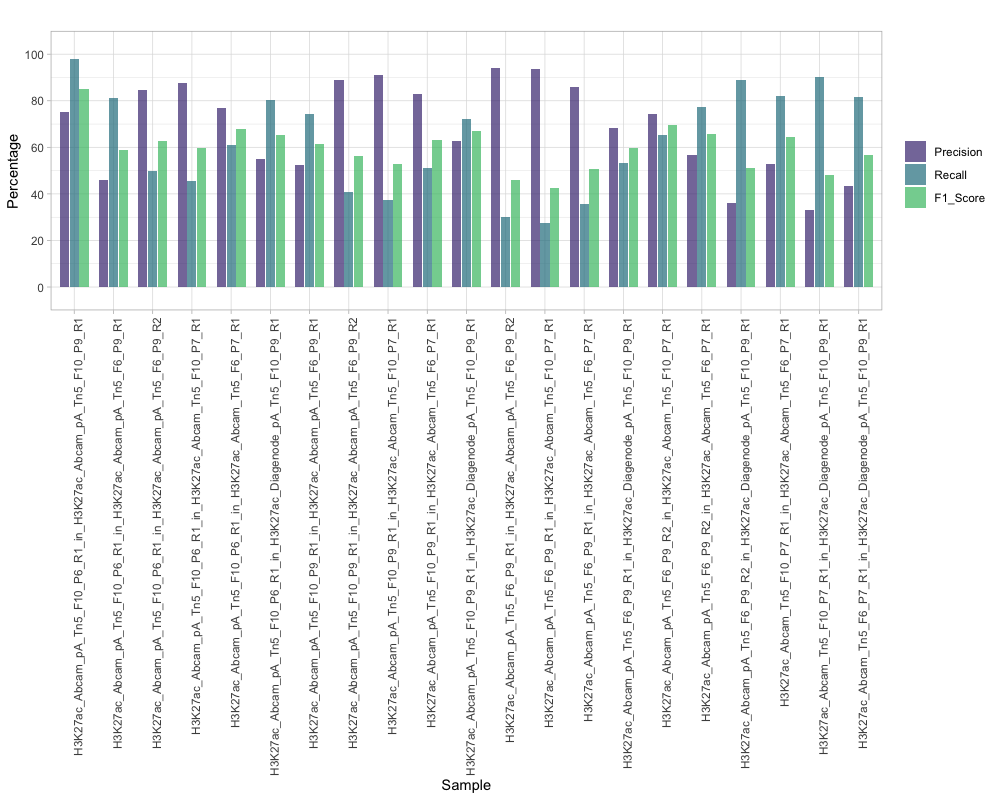 Percentage
100
80
60
40
20
0
Precision
Recall
F1_Score
H3K27ac_Abcam_pA_Tn5_F10_P6_R1_in_H3K27ac_Abcam_pA_Tn5_F10_P9_R1
H3K27ac_Abcam_pA_Tn5_F10_P6_R1_in_H3K27ac_Abcam_pA_Tn5_F6_P9_R1
H3K27ac_Abcam_pA_Tn5_F10_P6_R1_in_H3K27ac_Abcam_pA_Tn5_F6_P9_R2
H3K27ac_Abcam_pA_Tn5_F10_P6_R1_in_H3K27ac_Abcam_Tn5_F10_P7_R1
H3K27ac_Abcam_pA_Tn5_F10_P6_R1_in_H3K27ac_Abcam_Tn5_F6_P7_R1
H3K27ac_Abcam_pA_Tn5_F10_P6_R1_in_H3K27ac_Diagenode_pA_Tn5_F10_P9_R1
H3K27ac_Abcam_pA_Tn5_F10_P9_R1_in_H3K27ac_Abcam_pA_Tn5_F6_P9_R1
H3K27ac_Abcam_pA_Tn5_F10_P9_R1_in_H3K27ac_Abcam_pA_Tn5_F6_P9_R2
H3K27ac_Abcam_pA_Tn5_F10_P9_R1_in_H3K27ac_Abcam_Tn5_F10_P7_R1
H3K27ac_Abcam_pA_Tn5_F10_P9_R1_in_H3K27ac_Abcam_Tn5_F6_P7_R1
H3K27ac_Abcam_pA_Tn5_F10_P9_R1_in_H3K27ac_Diagenode_pA_Tn5_F10_P9_R1
H3K27ac_Abcam_pA_Tn5_F6_P9_R1_in_H3K27ac_Abcam_pA_Tn5_F6_P9_R2
H3K27ac_Abcam_pA_Tn5_F6_P9_R1_in_H3K27ac_Abcam_Tn5_F10_P7_R1
H3K27ac_Abcam_pA_Tn5_F6_P9_R1_in_H3K27ac_Abcam_Tn5_F6_P7_R1
H3K27ac_Abcam_pA_Tn5_F6_P9_R1_in_H3K27ac_Diagenode_pA_Tn5_F10_P9_R1
H3K27ac_Abcam_pA_Tn5_F6_P9_R2_in_H3K27ac_Abcam_Tn5_F10_P7_R1
H3K27ac_Abcam_pA_Tn5_F6_P9_R2_in_H3K27ac_Abcam_Tn5_F6_P7_R1
H3K27ac_Abcam_pA_Tn5_F6_P9_R2_in_H3K27ac_Diagenode_pA_Tn5_F10_P9_R1
H3K27ac_Abcam_Tn5_F10_P7_R1_in_H3K27ac_Abcam_Tn5_F6_P7_R1
H3K27ac_Abcam_Tn5_F10_P7_R1_in_H3K27ac_Diagenode_pA_Tn5_F10_P9_R1
H3K27ac_Abcam_Tn5_F6_P7_R1_in_H3K27ac_Diagenode_pA_Tn5_F10_P9_R1
Sample